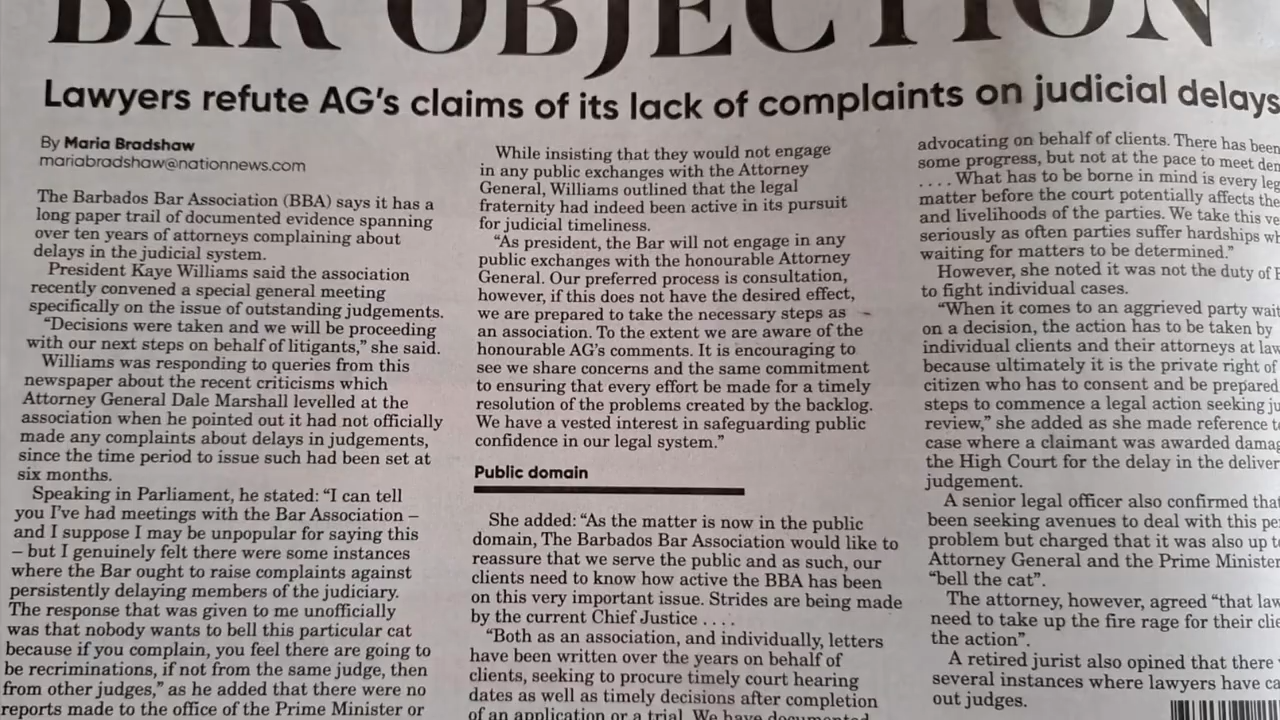 BAR OBJECTION
Lawyers refute AG's claims of its lack of complaints on judicial delays
By Maria Bradshaw
mariabradshaw@nationnews.com
The Barbados Bar Association (BBA) says it has a
long paper trail of documented evidence spanning
over ten years of attorneys complaining about
delays in the judicial system.
President Kaye Williams said the association
recently convened a special general meeting
specifically on the issue of outstanding judgements.
"Decisions were taken and we will be proceeding
with our next steps on behalf of litigants," she said.
Williams was responding to queries from this
newspaper about the recent criticisms which
Attorney General Dale Marshall levelled at the
association when he pointed out it had not officially
made any complaints about delays in judgements,
since the time period to issue such had been set at
six months.
Speaking in Parliament, he stated: "I can tell
you I've had meetings with the Bar Association –
and I suppose I may be unpopular for saying this
– but I genuinely felt there were some instances
where the Bar ought to raise complaints against
persistently delaying members of the judiciary.
The response that was given to me unofficially
was that nobody wants to bell this particular cat
because if you complain, you feel there are going to
be recriminations, if not from the same judge, then
from other judges," as he added that there were no
reports made to the office of the Prime Minister or
While insisting that they would not engage
in any public exchanges with the Attorney
General, Williams outlined that the legal
fraternity had indeed been active in its pursuit
for judicial timeliness.
"As president, the Bar will not engage in any
public exchanges with the honourable Attorney
General. Our preferred process is consultation,
however, if this does not have the desired effect,
we are prepared to take the necessary steps as
an association. To the extent we are aware of the
honourable AG's comments. It is encouraging to
see we share concerns and the same commitment
to ensuring that every effort be made for a timely
resolution of the problems created by the backlog.
We have a vested interest in safeguarding public
confidence in our legal system."
Public domain
She added: "As the matter is now in the public
domain, The Barbados Bar Association would like to
reassure that we serve the public and as such, our
clients need to know how active the BBA has been
on this very important issue. Strides are being made
by the current Chief Justice ....
"Both as an association, and individually, letters
have been written over the years on behalf of
clients, seeking to procure timely court hearing
dates as well as timely decisions after completion
of an application or a trial. We have documented
advocating on behalf of clients. There has been
some progress, but not at the pace to meet
.... What has to be borne in mind is every
matter before the court potentially affects the
and livelihoods of the parties. We take this
seriously as often parties suffer hardships
waiting for matters to be determined."
However, she noted it was not the duty of
to fight individual cases.
"When it comes to an aggrieved party
on a decision, the action has to be taken by
individual clients and their attorneys at
because ultimately it is the private right of
citizen who has to consent and be prepared
steps to commence a legal action seeking
review," she added as she made reference
case where a claimant was awarded
the High Court for the delay in the
judgement.
A senior legal officer also confirmed
been seeking avenues to deal with this
problem but charged that it was also up
Attorney General and the Prime Minister
"bell the cat".
The attorney, however, agreed "that
need to take up the fire rage for their
the action".
A retired jurist also opined that there
several instances where lawyers have
out judges.